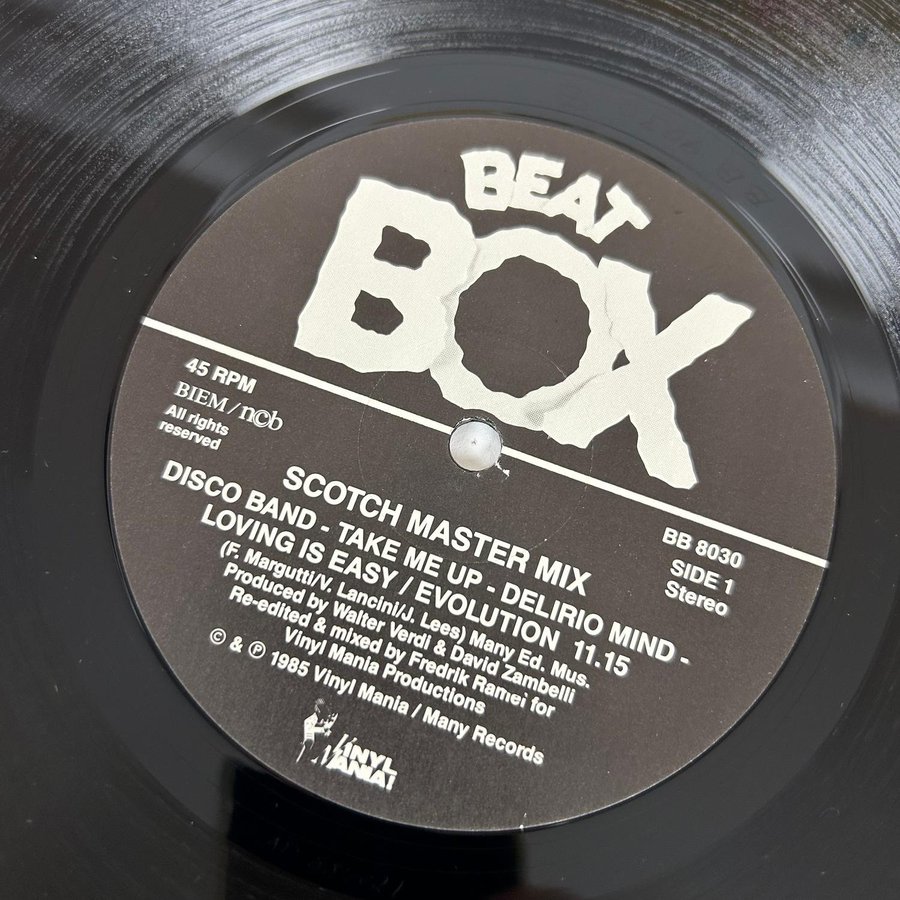 BEAT
BOX
45 RPM
BIEM/n©b
All rights
reserved
BB 8030
SIDE 1
Stereo
SCOTCH MASTER MIX
DISCO BAND - TAKE ME UP - DELIRIO MIND -
LOVING IS EASY / EVOLUTION 11.15
(F. Margutti/V. Lancini/J. Lees) Many Ed. Mus.
Produced by Walter Verdi & David Zambelli
Re-edited & mixed by Fredrik Ramel for
Vinyl Mania Productions
© & ℗ 1985 Vinyl Mania / Many Records
VINYL
MANIA!